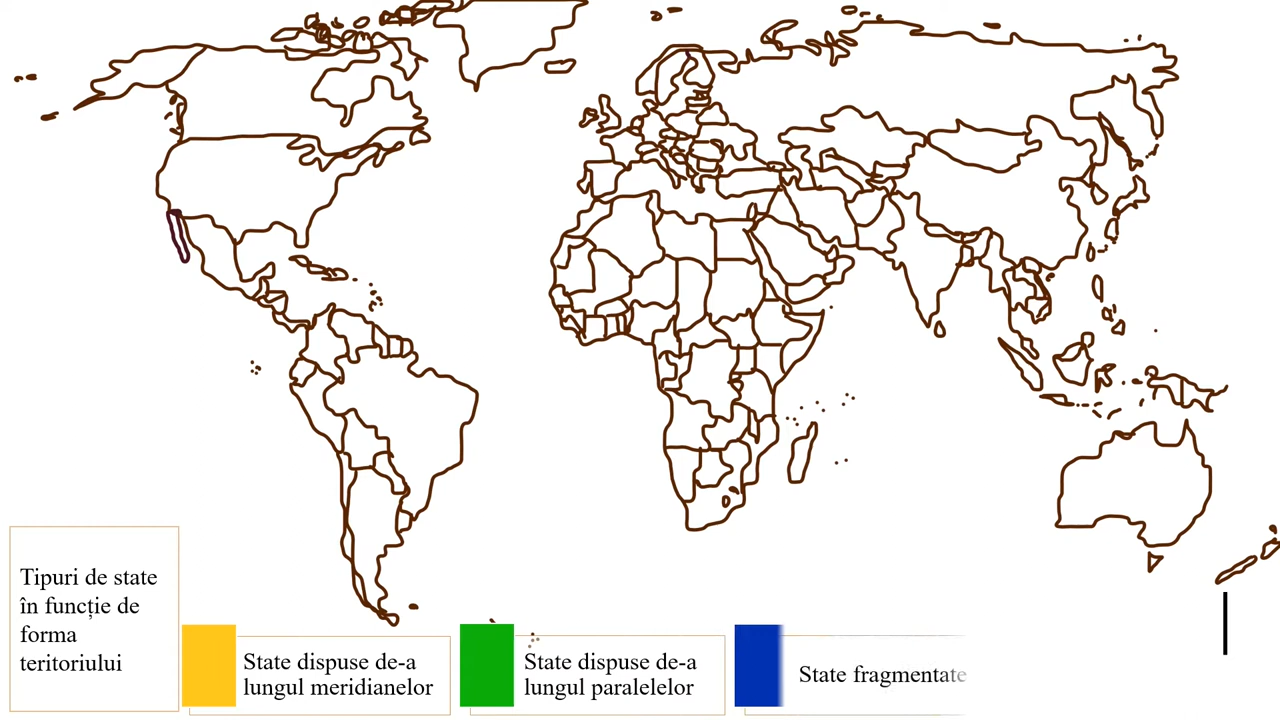 Tipuri de state
în funcție de
forma
teritoriului
State dispuse de-a
lungul meridianelor
State dispuse de-a
lungul paralelelor
State fragmentate